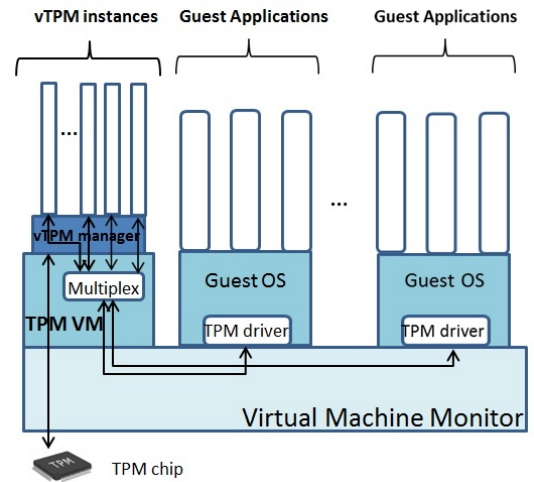 vTPM instances Guest Applications Guest Applications
... 
...
vTPM manager
Multiplex
TPM VM
Guest OS
TPM driver
Guest OS
TPM driver
Virtual Machine Monitor
TPM
TPM chip